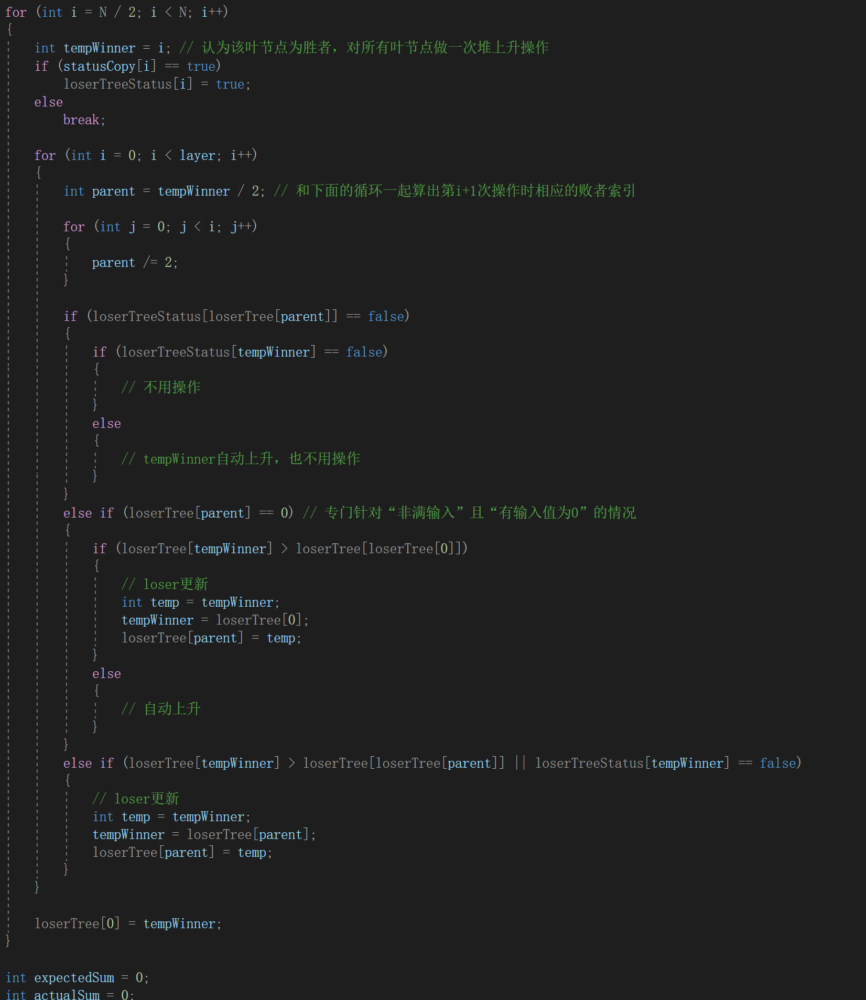 for (int i = N / 2; i < N; i++)
{
    int tempWinner = i; // 认为该叶节点为胜者，对所有叶节点做一次堆上升操作
    if (statusCopy[i] == true)
        loserTreeStatus[i] = true;
    else
        break;

    for (int i = 0; i < layer; i++)
    {
        int parent = tempWinner / 2; // 和下面的循环一起算出第i+1次操作时相应的败者索引

        for (int j = 0; j < i; j++)
        {
            parent /= 2;
        }

        if (loserTreeStatus[loserTree[parent]] == false)
        {
            if (loserTreeStatus[tempWinner] == false)
            {
                // 不用操作
            }
            else
            {
                // tempWinner自动上升，也不用操作
            }
        }
        else if (loserTree[parent] == 0) // 专门针对“非满输入”且“有输入值为0”的情况
        {
            if (loserTree[tempWinner] > loserTree[loserTree[0]])
            {
                // loser更新
                int temp = tempWinner;
                tempWinner = loserTree[0];
                loserTree[parent] = temp;
            }
            else
            {
                // 自动上升
            }
        }
        else if (loserTree[tempWinner] > loserTree[loserTree[parent]] || loserTreeStatus[tempWinner] == false)
        {
            // loser更新
            int temp = tempWinner;
            tempWinner = loserTree[parent];
            loserTree[parent] = temp;
        }
    }

    loserTree[0] = tempWinner;
}

int expectedSum = 0;
int actualSum = 0;